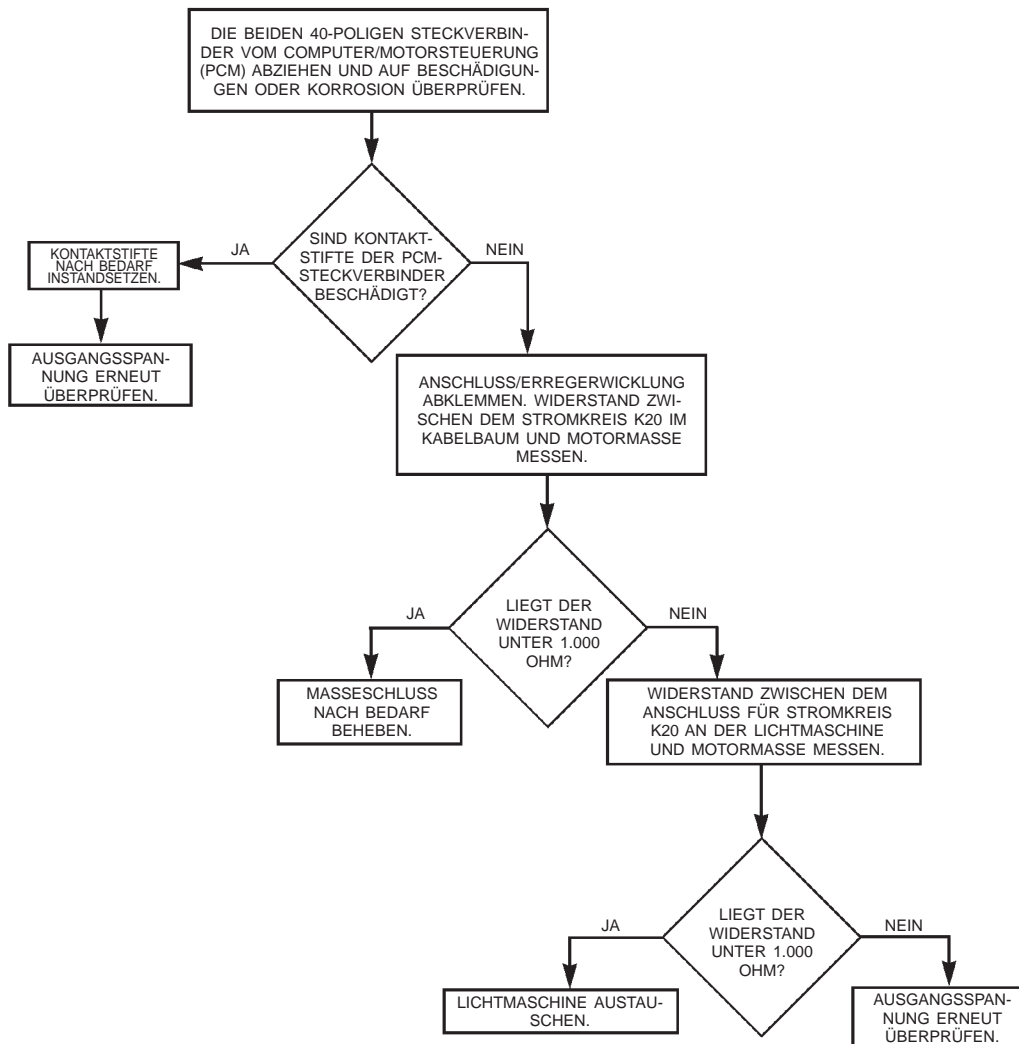 DIE BEIDEN 40-POLIGEN STECKVERBIN-
DER VOM COMPUTER/MOTORSTEUERUNG
(PCM) ABZIEHEN UND AUF BESCHÄDIGUN-
GEN ODER KORROSION ÜBERPRÜFEN.
SIND KONTAKT-
STIFTE DER PCM-
STECKVERBINDER
BESCHÄDIGT?
JA
NEIN
KONTAKTSTIFTE
NACH BEDARF
INSTANDSETZEN.
AUSGANGSSPAN-
NUNG ERNEUT
ÜBERPRÜFEN.
ANSCHLUSS/ERREGERWICKLUNG
ABKLEMMEN. WIDERSTAND ZWI-
SCHEN DEM STROMKREIS K20 IM
KABELBAUM UND MOTORMASSE
MESSEN.
LIEGT DER
WIDERSTAND
UNTER 1.000
OHM?
JA
NEIN
MASSESCHLUSS
NACH BEDARF
BEHEBEN.
WIDERSTAND ZWISCHEN DEM
ANSCHLUSS FÜR STROMKREIS
K20 AN DER LICHTMASCHINE
UND MOTORMASSE MESSEN.
LIEGT DER
WIDERSTAND
UNTER 1.000
OHM?
JA
NEIN
LICHTMASCHINE AUSTAU-
SCHEN.
AUSGANGSSPAN-
NUNG ERNEUT
ÜBERPRÜFEN.